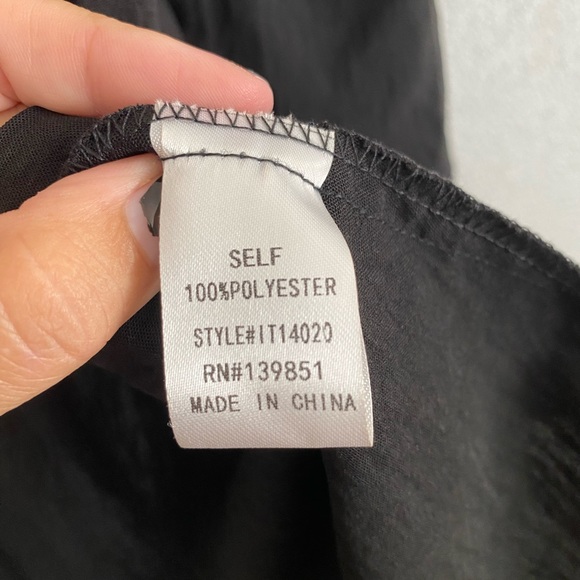 SELF
100%POLYESTER
STYLE#IT14020
RN#139851
MADE IN CHINA